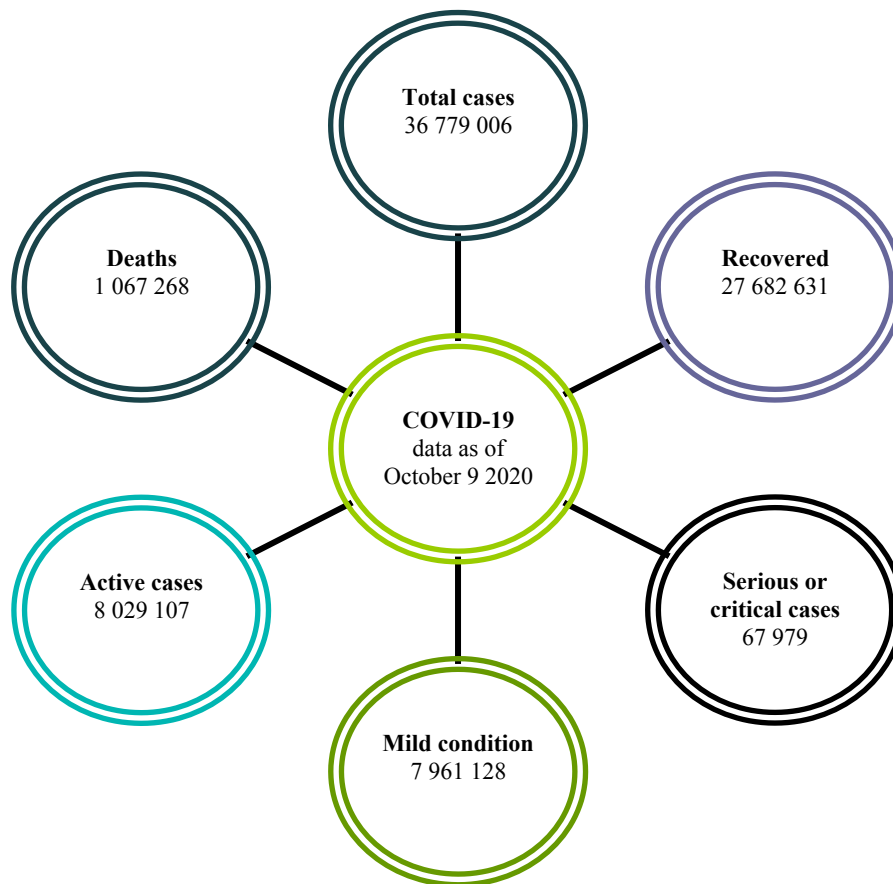 Total cases
36 779 006
Deaths
1 067 268
Recovered
27 682 631
COVID-19
data as of
October 9 2020
Active cases
8 029 107
Serious or
critical cases
67 979
Mild condition
7 961 128